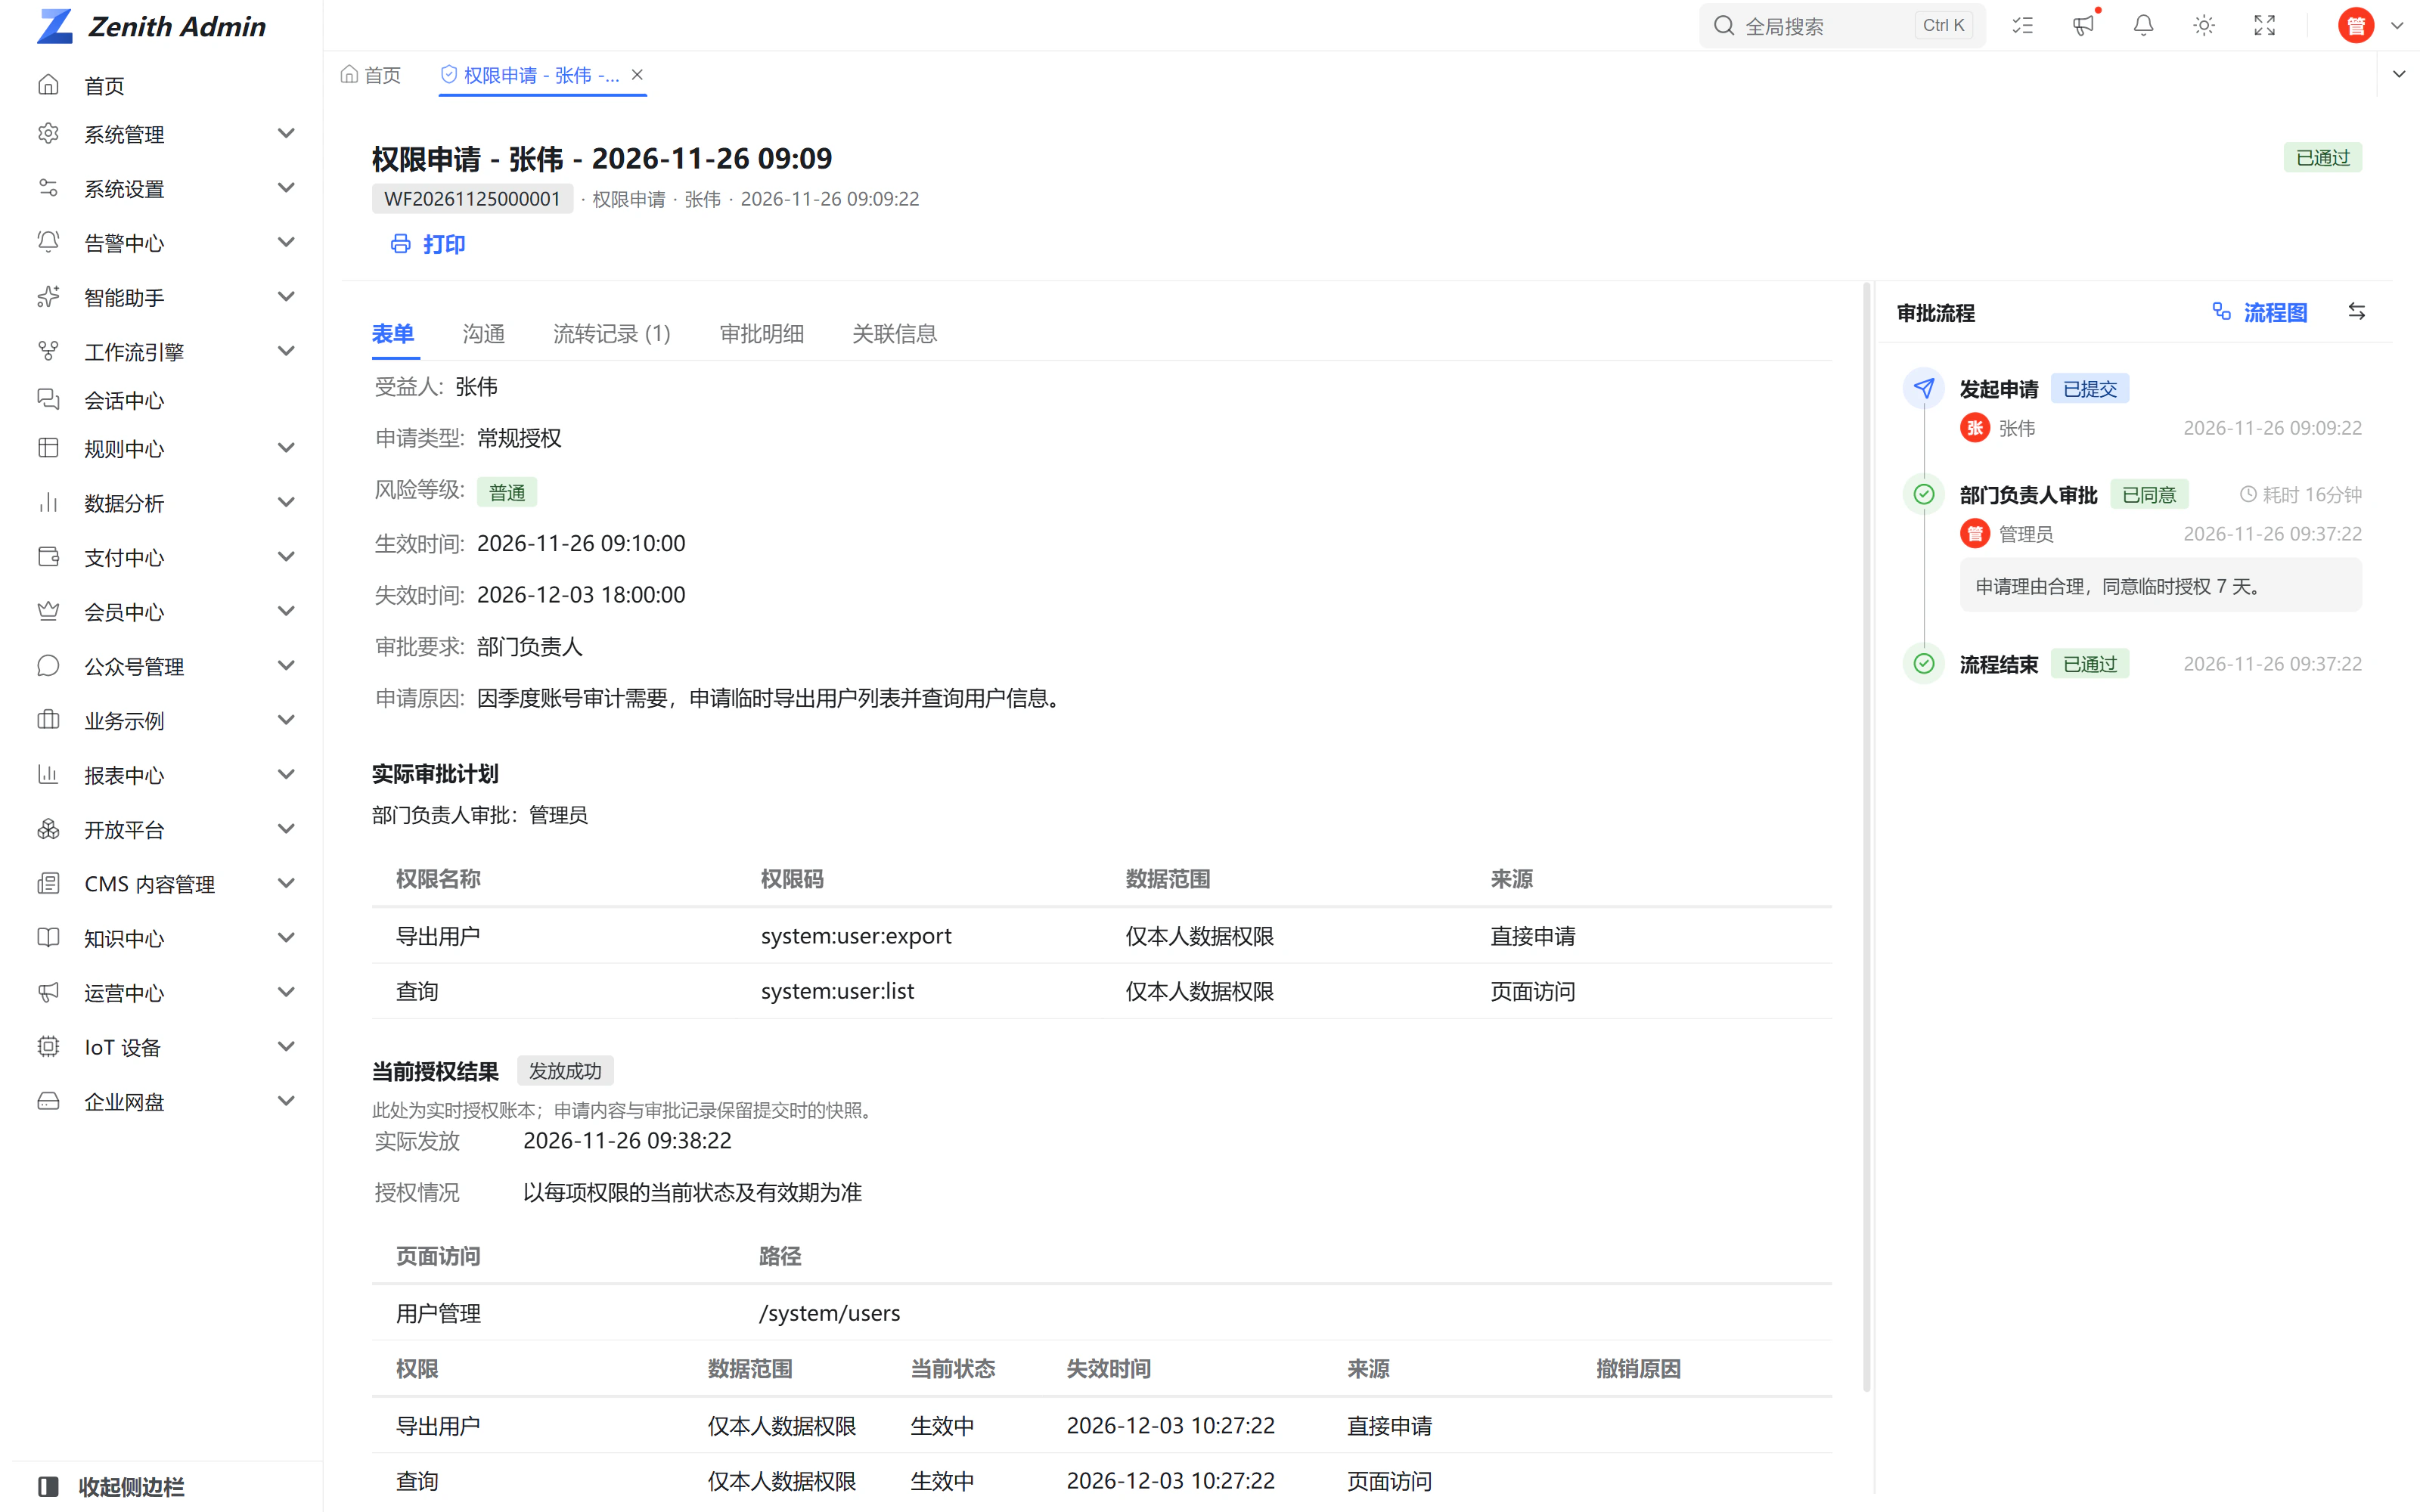 Zenith Admin
全局搜索
Ctrl K
管
首页
系统管理
系统设置
告警中心
智能助手
工作流引擎
会话中心
规则中心
数据分析
支付中心
会员中心
公众号管理
业务示例
报表中心
开放平台
CMS 内容管理
知识中心
运营中心
IoT 设备
企业网盘
收起侧边栏
首页
权限申请 - 张伟 -...
权限申请 - 张伟 - 2026-11-26 09:09
已通过
WF20261125000001 · 权限申请 · 张伟 · 2026-11-26 09:09:22
打印
表单 沟通 流转记录 (1) 审批明细 关联信息
受益人: 张伟
申请类型: 常规授权
风险等级: 普通
生效时间: 2026-11-26 09:10:00
失效时间: 2026-12-03 18:00:00
审批要求: 部门负责人
申请原因: 因季度账号审计需要，申请临时导出用户列表并查询用户信息。
实际审批计划
部门负责人审批：管理员
权限名称 权限码 数据范围 来源
导出用户 system:user:export 仅本人数据权限 直接申请
查询 system:user:list 仅本人数据权限 页面访问
当前授权结果 发放成功
此处为实时授权账本；申请内容与审批记录保留提交时的快照。
实际发放 2026-11-26 09:38:22
授权情况 以每项权限的当前状态及有效期为准
页面访问 路径
用户管理 /system/users
权限 数据范围 当前状态 失效时间 来源 撤销原因
导出用户 仅本人数据权限 生效中 2026-12-03 10:27:22 直接申请
查询 仅本人数据权限 生效中 2026-12-03 10:27:22 页面访问
审批流程
流程图
发起申请 已提交
张 张伟 2026-11-26 09:09:22
部门负责人审批 已同意 耗时 16分钟
管 管理员 2026-11-26 09:37:22
申请理由合理，同意临时授权 7 天。
流程结束 已通过 2026-11-26 09:37:22